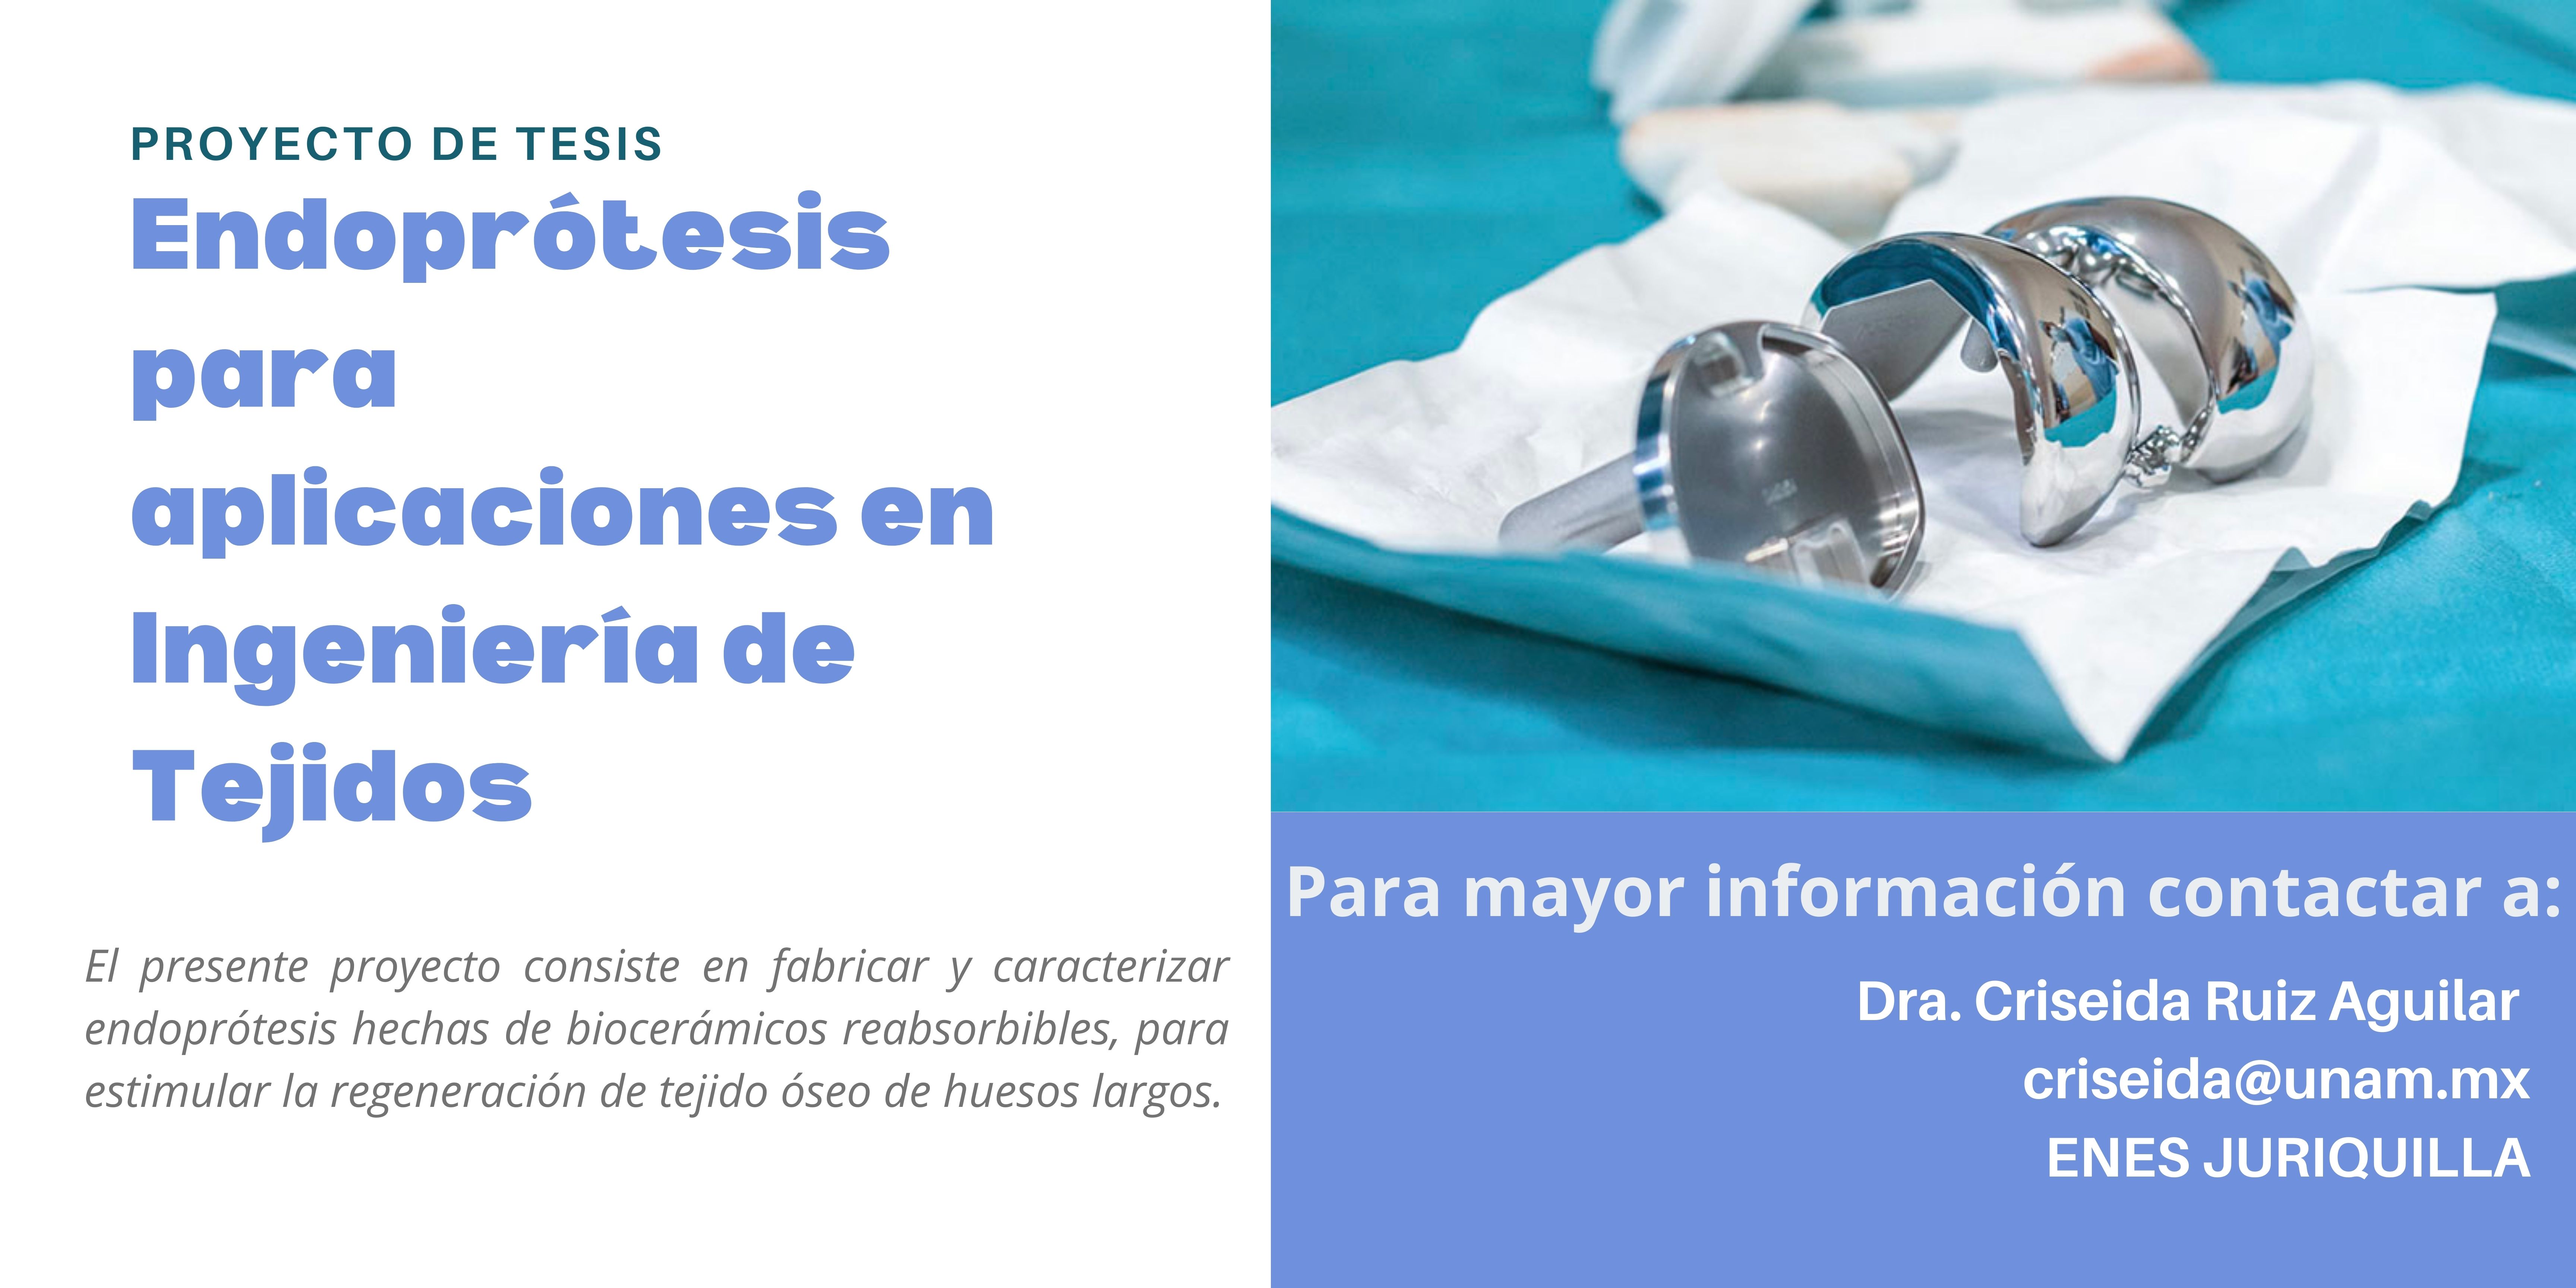 PROYECTO DE TESIS
Endoprótesis
para
aplicaciones en
Ingeniería de
Tejidos
El presente proyecto consiste en fabricar y caracterizar
endoprótesis hechas de biocerámicos reabsorbibles, para
estimular la regeneración de tejido óseo de huesos largos.
Para mayor información contactar a:
Dra. Criseida Ruiz Aguilar
criseida@unam.mx
ENES JURIQUILLA